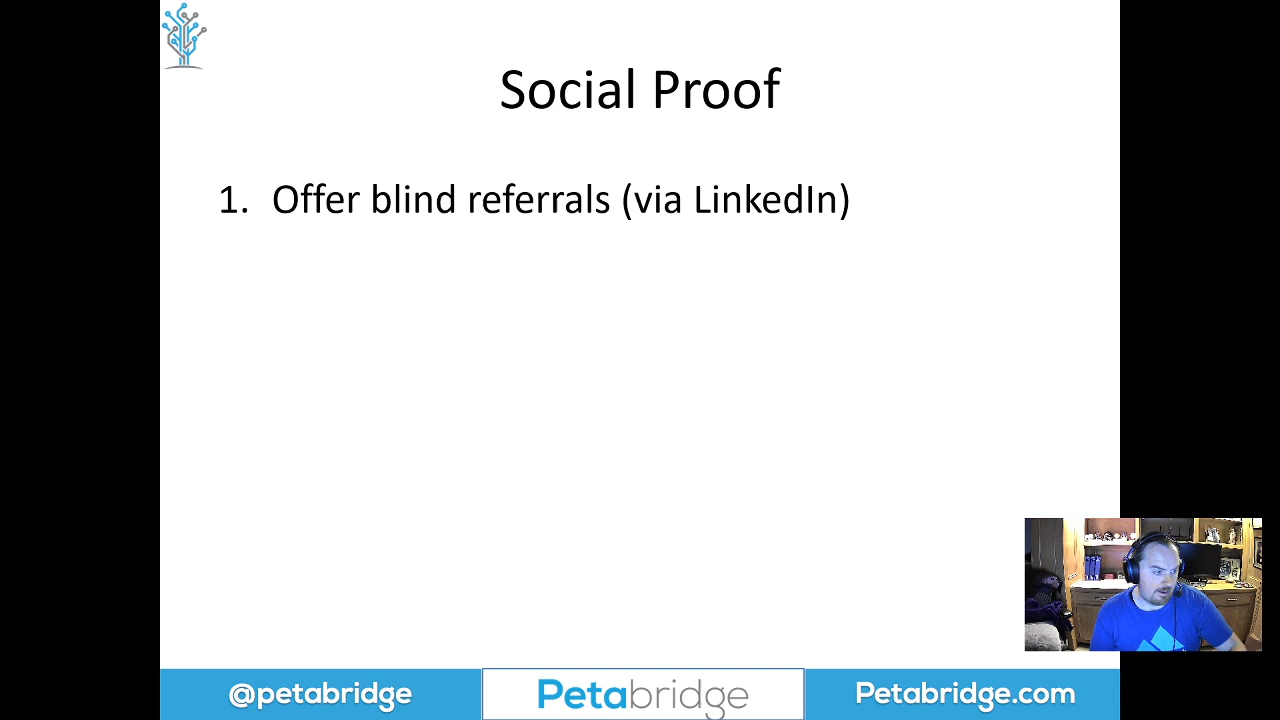 Social Proof
1. Offer blind referrals (via LinkedIn)
@petabridge
Petabridge
Petabridge.com